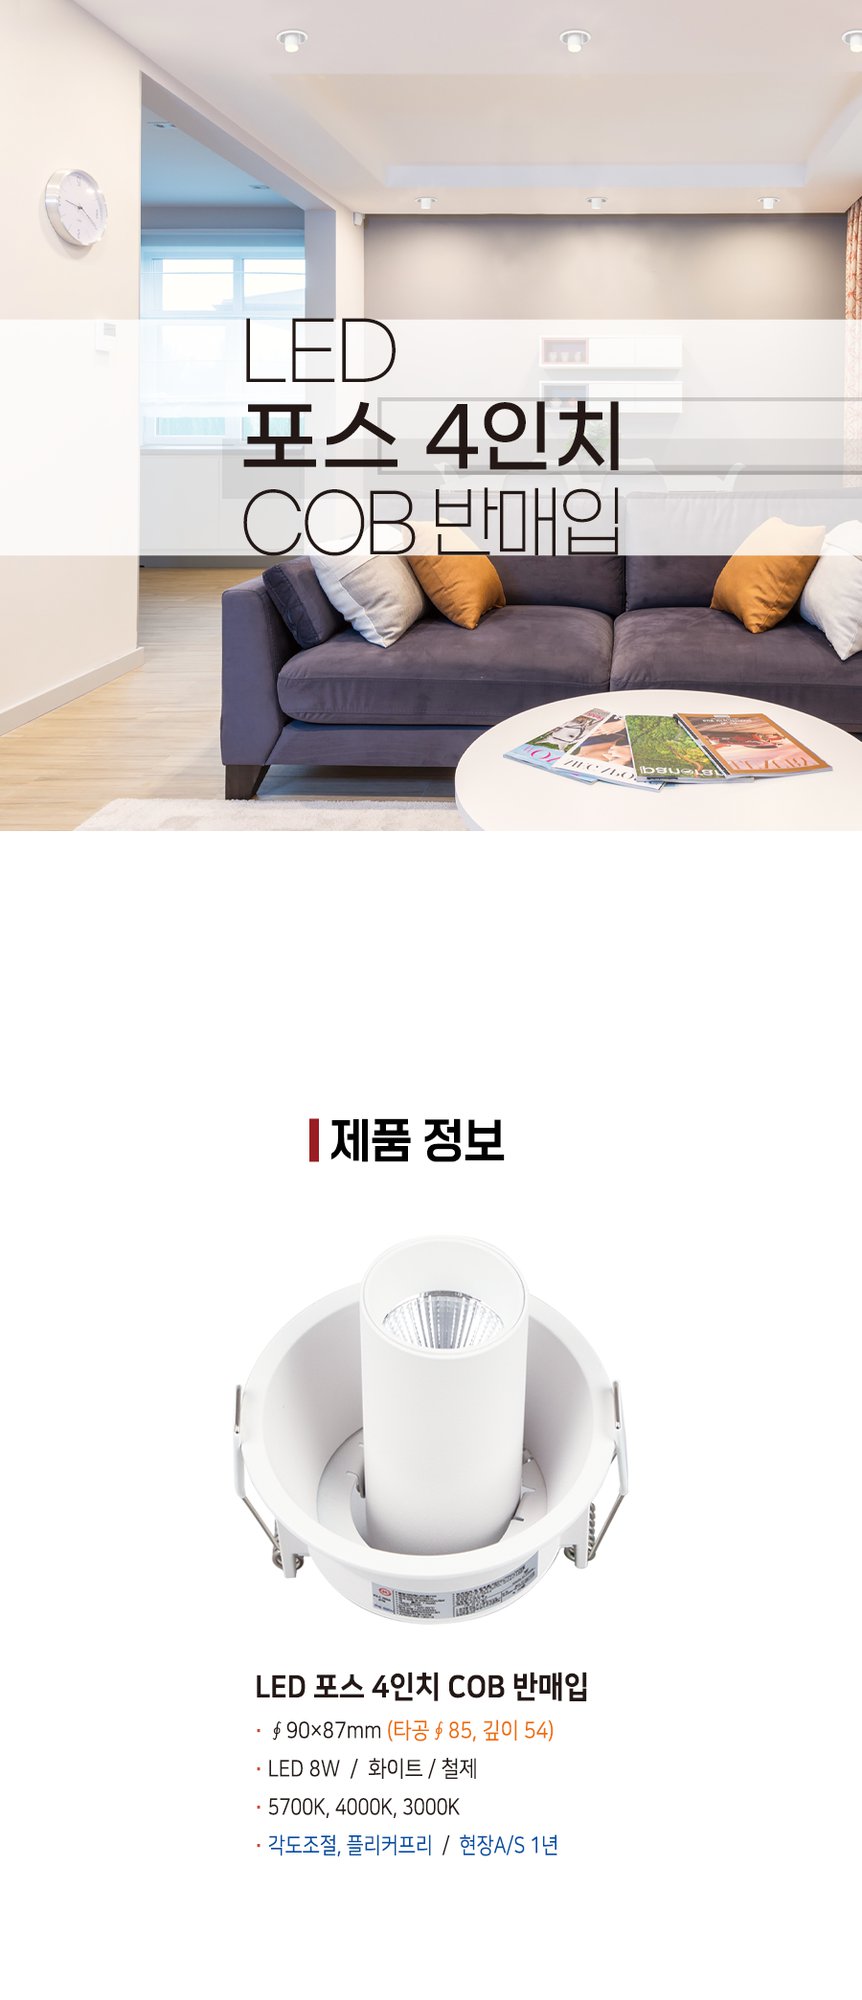 LED
포스 4인치
COB 반매입
제품 정보
LED 포스 4인치 COB 반매입
· ∮90×87mm (타공∮85, 깊이 54)
· LED 8W / 화이트 / 철제
· 5700K, 4000K, 3000K
· 각도조절, 플리커프리 / 현장A/S 1년